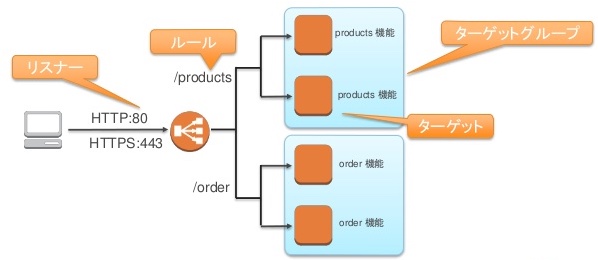 ルール
ターゲットグループ
products 機能
リスナー
/products
products 機能
HTTP:80
ターゲット
HTTPS:443
order 機能
/order
order 機能